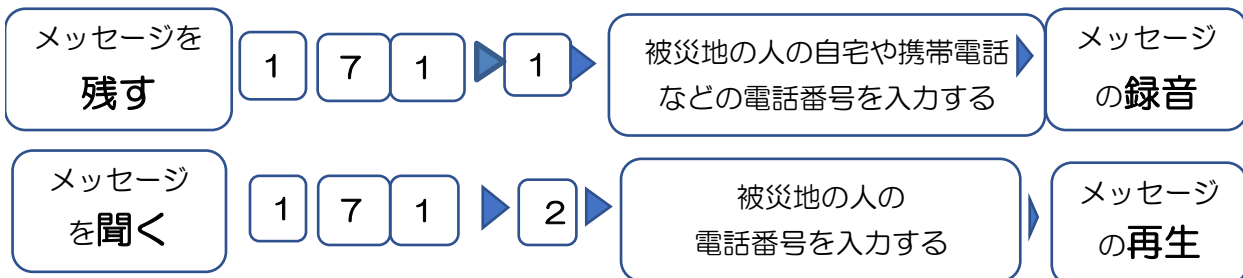 メッセージを
残す
1 7 1 1
被災地の人の自宅や携帯電話
などの電話番号を入力する
メッセージ
の録音
メッセージ
を聞く
1 7 1 2
被災地の人の
電話番号を入力する
メッセージ
の再生